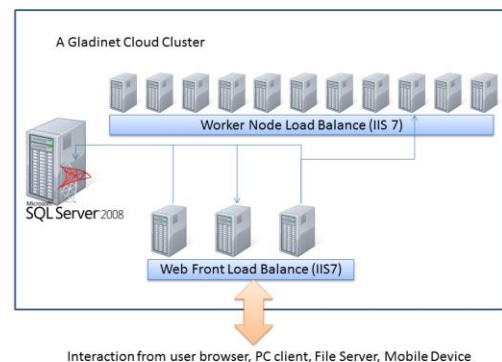 A Gladinet Cloud Cluster
Worker Node Load Balance (IIS 7)
Microsoft
SQL Server 2008
Web Front Load Balance (IIS7)
Interaction from user browser, PC client, File Server, Mobile Device